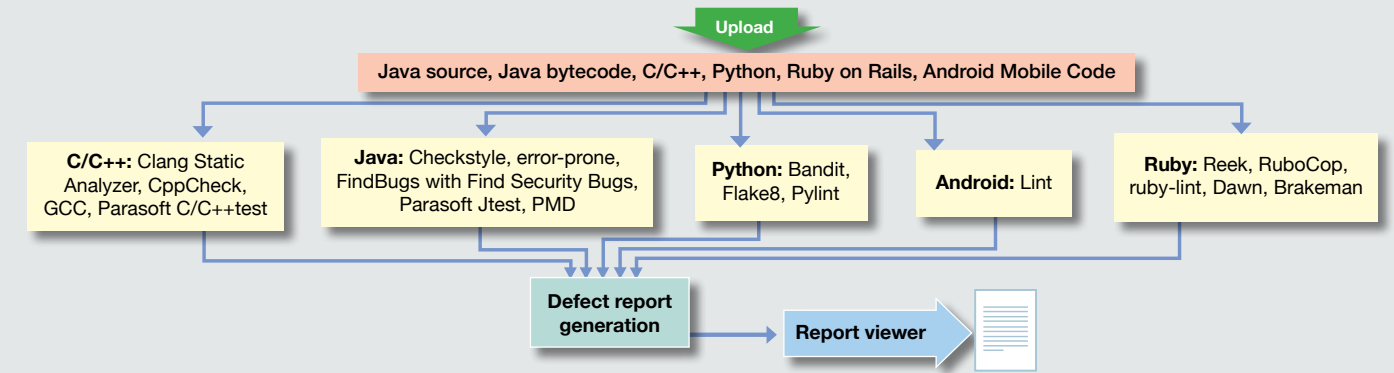 Upload
Java source, Java bytecode, C/C++, Python, Ruby on Rails, Android Mobile Code
C/C++: Clang Static
Analyzer, CppCheck,
GCC, Parasoft C/C++test
Java: Checkstyle, error-prone,
FindBugs with Find Security Bugs,
Parasoft Jtest, PMD
Python: Bandit,
Flake8, Pylint
Android: Lint
Ruby: Reek, RuboCop,
ruby-lint, Dawn, Brakeman
Defect report
generation
Report viewer